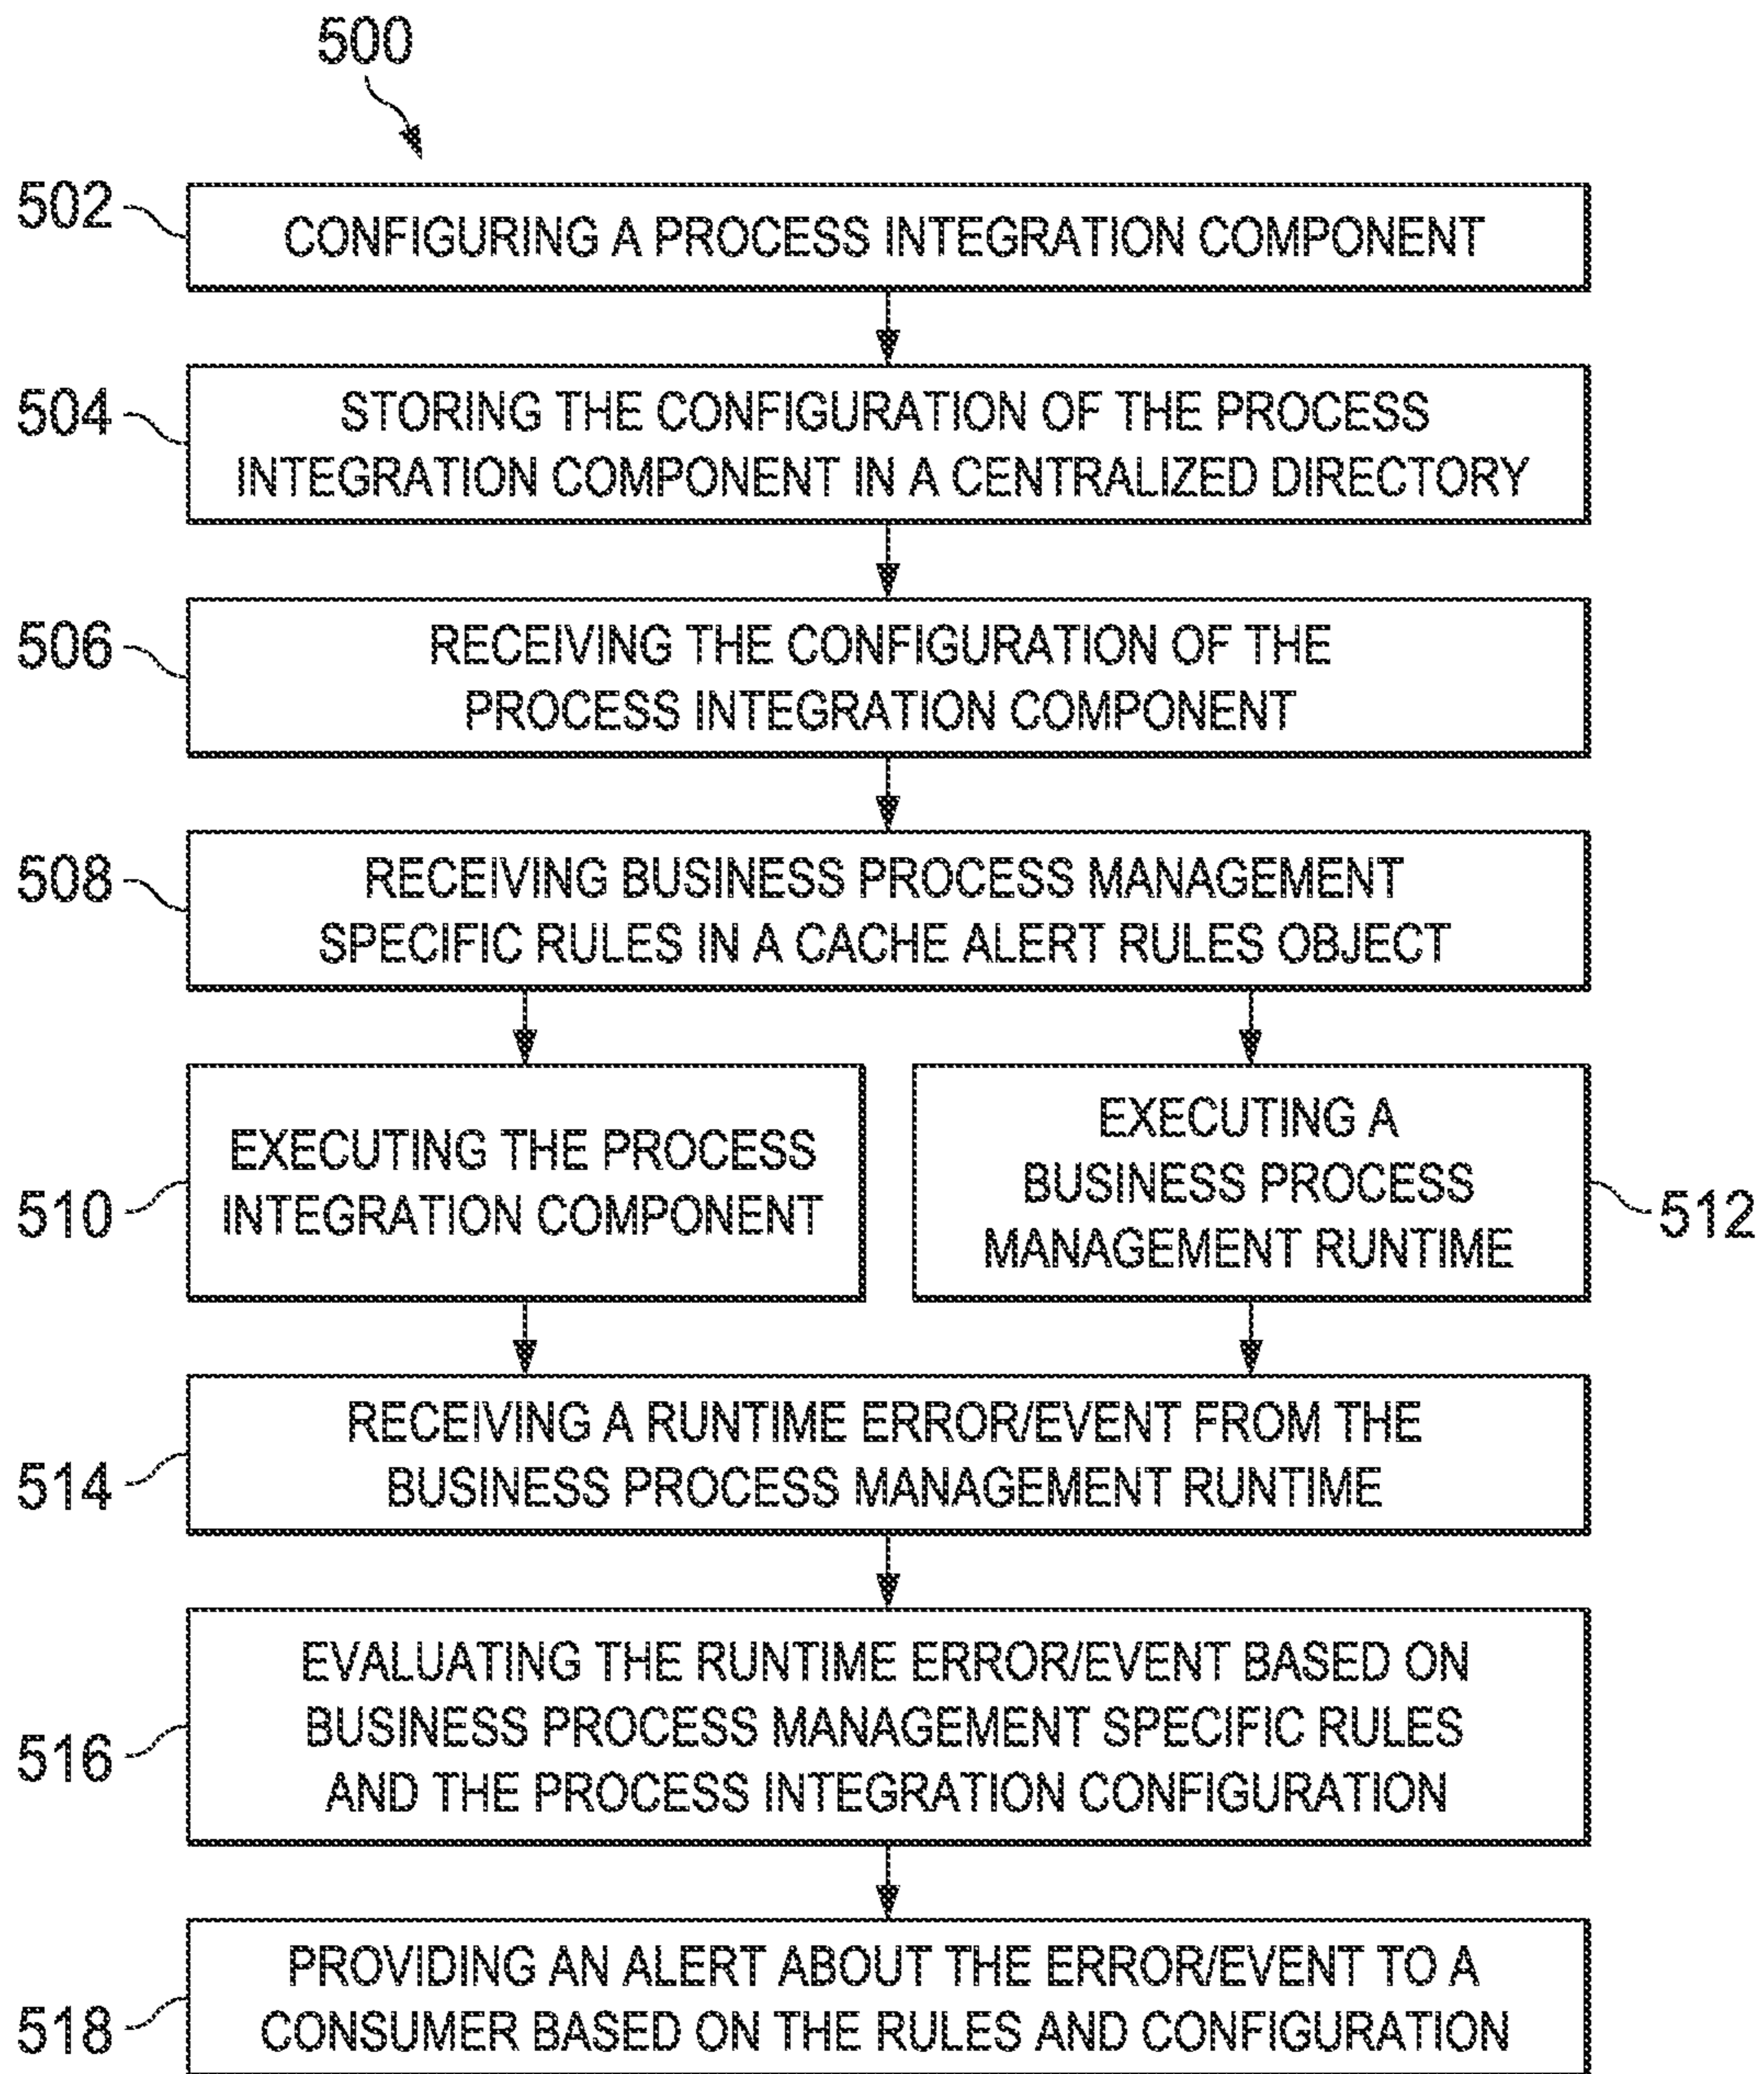 500
502
CONFIGURING A PROCESS INTEGRATION COMPONENT
504
STORING THE CONFIGURATION OF THE PROCESS
INTEGRATION COMPONENT IN A CENTRALIZED DIRECTORY
506
RECEIVING THE CONFIGURATION OF THE
PROCESS INTEGRATION COMPONENT
508
RECEIVING BUSINESS PROCESS MANAGEMENT
SPECIFIC RULES IN A CACHE ALERT RULES OBJECT
510
EXECUTING THE PROCESS
INTEGRATION COMPONENT
EXECUTING A
BUSINESS PROCESS
MANAGEMENT RUNTIME
512
514
RECEIVING A RUNTIME ERROR/EVENT FROM THE
BUSINESS PROCESS MANAGEMENT RUNTIME
516
EVALUATING THE RUNTIME ERROR/EVENT BASED ON
BUSINESS PROCESS MANAGEMENT SPECIFIC RULES
AND THE PROCESS INTEGRATION CONFIGURATION
518
PROVIDING AN ALERT ABOUT THE ERROR/EVENT TO A
CONSUMER BASED ON THE RULES AND CONFIGURATION